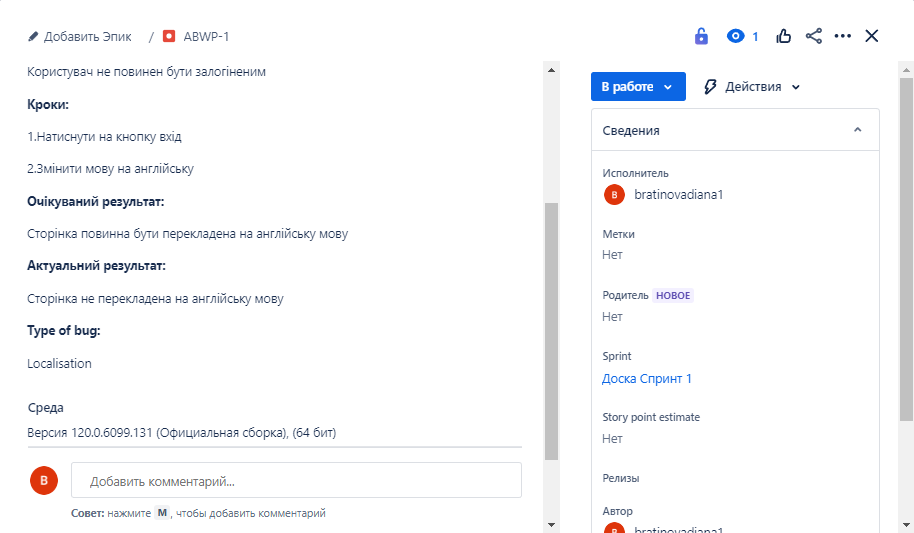 Добавить Эпик / ABWP-1
1
Користувач не повинен бути залогіненим
Кроки:
1.Натиснути на кнопку вхід
2.Змінити мову на англійську
Очікуваний результат:
Сторінка повинна бути перекладена на англійську мову
Актуальний результат:
Сторінка не перекладена на англійську мову
Type of bug:
Localisation
Среда
Версия 120.0.6099.131 (Официальная сборка), (64 бит)
B
Добавить комментарий...
Совет: нажмите M, чтобы добавить комментарий
В работе
Действия
Сведения
Исполнитель
B bratinovadiana1
Метки
Нет
Родитель НОВОЕ
Нет
Sprint
Доска Спринт 1
Story point estimate
Нет
Релизы
Автор
B bratinovadiana1